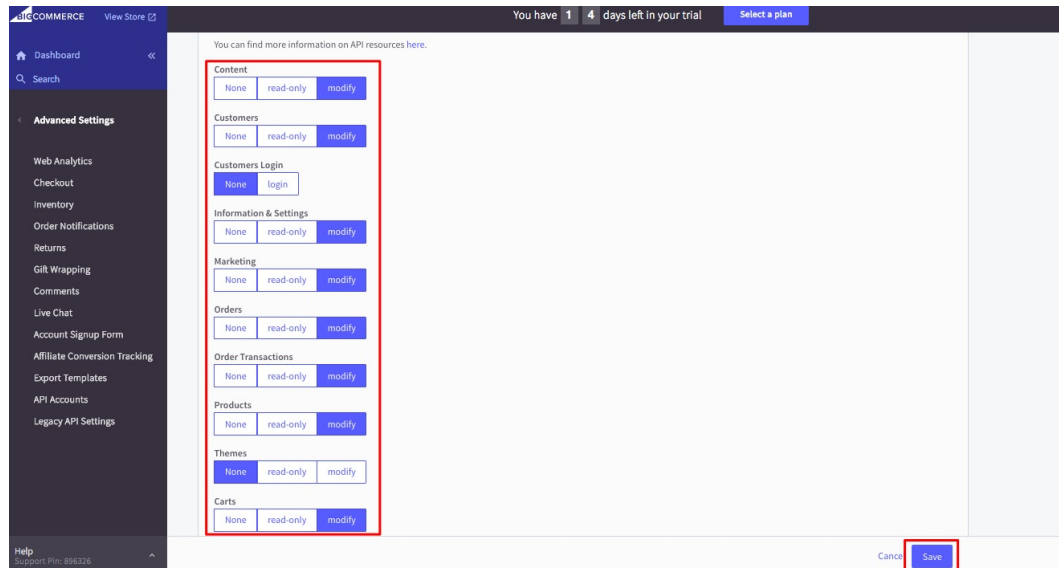 BIGCOMMERCE View Store
You have 1 4 days left in your trial Select a plan
Dashboard
Search
Advanced Settings
Web Analytics
Checkout
Inventory
Order Notifications
Returns
Gift Wrapping
Comments
Live Chat
Account Signup Form
Affiliate Conversion Tracking
Export Templates
API Accounts
Legacy API Settings
Help
Support Pin: 896326
You can find more information on API resources here.
Content
None read-only modify
Customers
None read-only modify
Customers Login
None login
Information & Settings
None read-only modify
Marketing
None read-only modify
Orders
None read-only modify
Order Transactions
None read-only modify
Products
None read-only modify
Themes
None read-only modify
Carts
None read-only modify
Cance Save